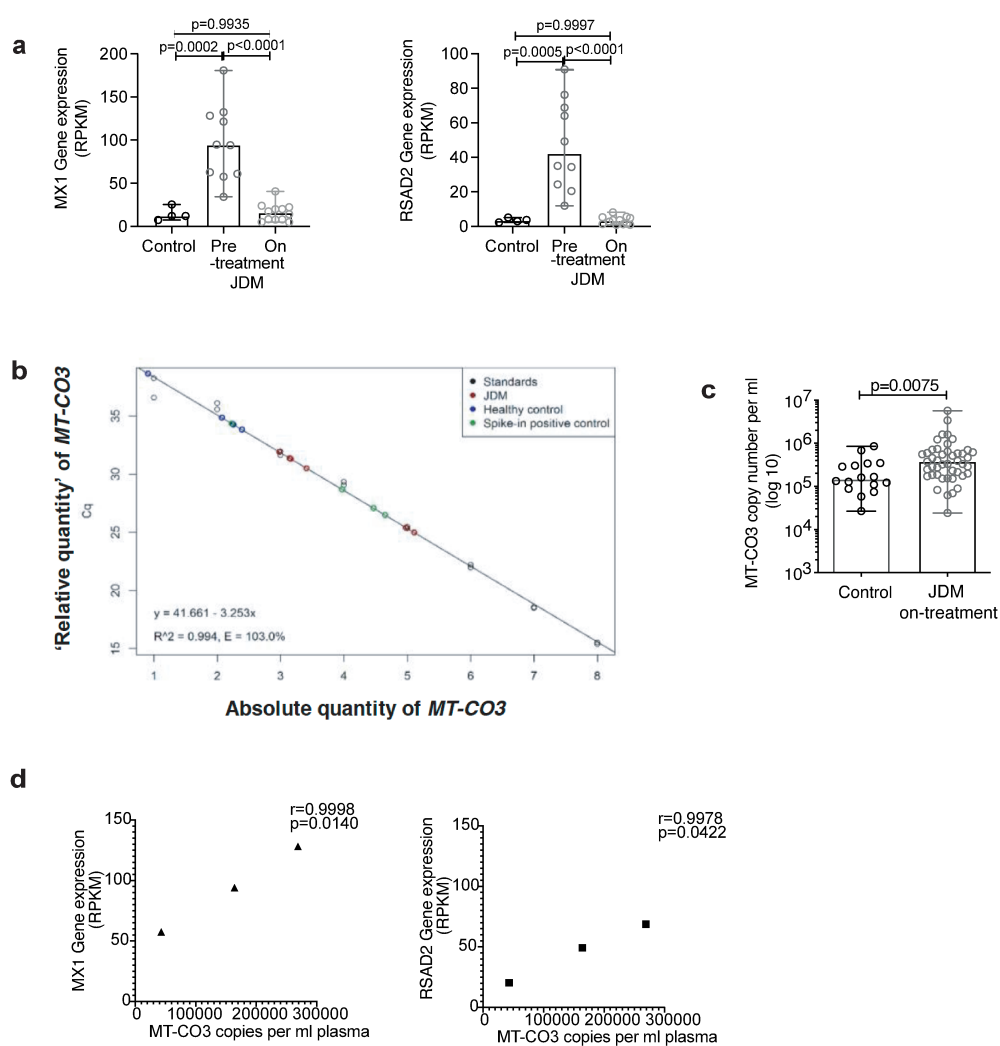 a
p=0.9935
p=0.0002 p<0.0001
MX1 Gene expression
(RPKM)
200
150
100
50
0
Control Pre On
-treatment
JDM
p=0.9997
p=0.0005 p<0.0001
RSAD2 Gene expression
(RPKM)
100
80
60
40
20
0
Control Pre On
-treatment
JDM
b
'Relative quantity' of MT-CO3
Cq
35
30
25
20
15
Standards
JDM
Healthy control
Spike-in positive control
y = 41.661 - 3.253x
R^2 = 0.994, E = 103.0%
1 2 3 4 5 6 7 8
Absolute quantity of MT-CO3
c
p=0.0075
MT-CO3 copy number per ml
(log 10)
10^7
10^6
10^5
10^4
10^3
Control JDM
on-treatment
d
r=0.9998
p=0.0140
MX1 Gene expression
(RPKM)
150
100
50
0
0 100000 200000 300000
MT-CO3 copies per ml plasma
r=0.9978
p=0.0422
RSAD2 Gene expression
(RPKM)
150
100
50
0
0 100000 200000 300000
MT-CO3 copies per ml plasma